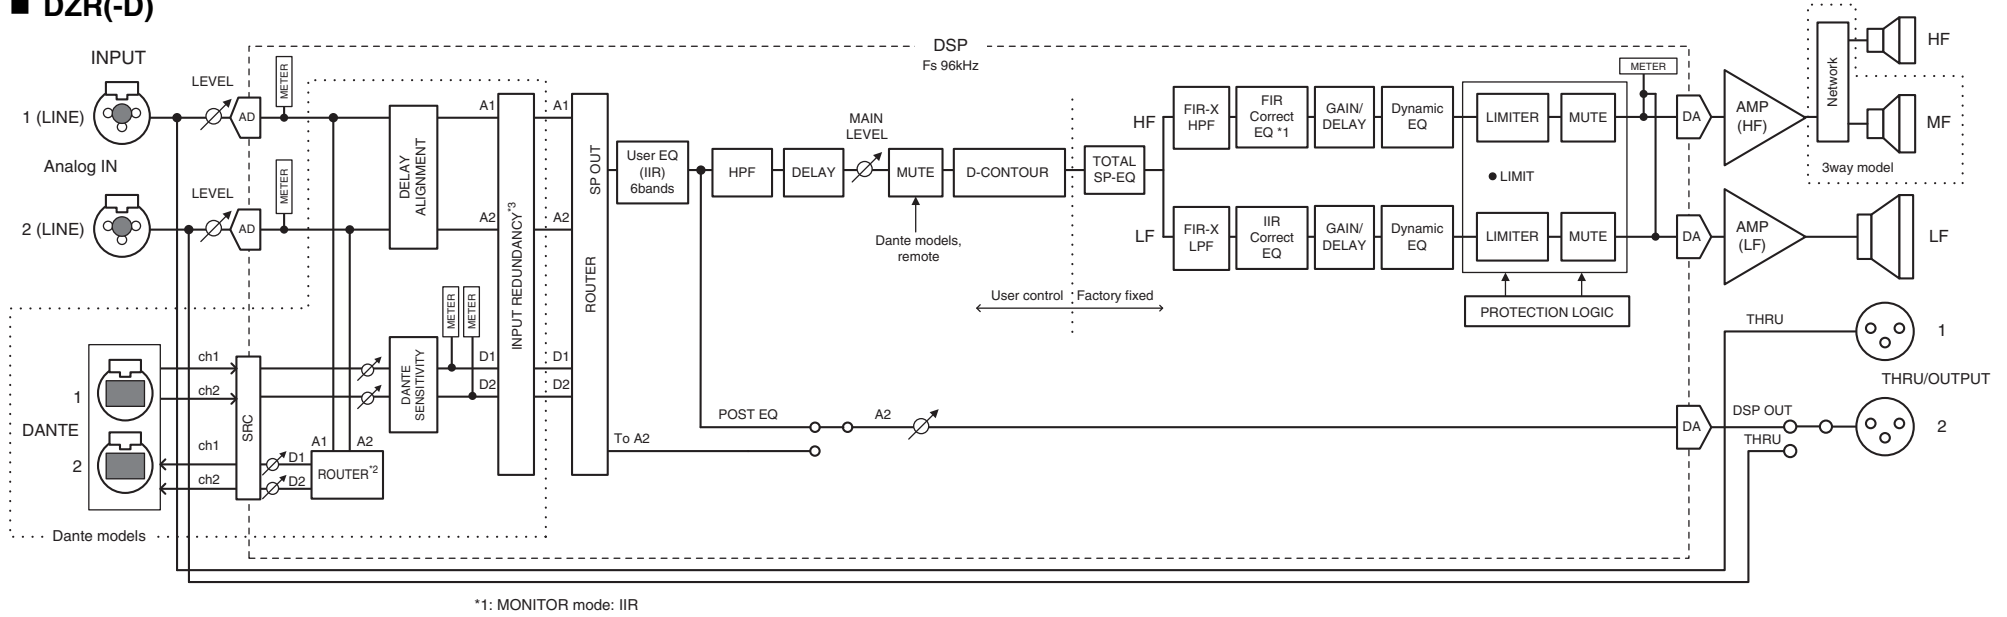 ■ DZR(-D)
INPUT
1 (LINE)
Analog IN
2 (LINE)
LEVEL
LEVEL
AD
AD
METER
METER
DSP
Fs 96kHz
DELAY
ALIGNMENT
A1
A2
INPUT REDUNDANCY*3
A1
A2
D1
D2
D1
D2
SP OUT
ROUTER
DANTE
1
2
ch1
ch2
ch1
ch2
SRC
DANTE
SENSITIVITY
METER
METER
A1
A2
D1
D2
ROUTER*2
Dante models
User EQ
(IIR)
6bands
HPF
DELAY
MAIN
LEVEL
MUTE
D-CONTOUR
Dante models,
remote
User control
Factory fixed
TOTAL
SP-EQ
HF
FIR-X
HPF
FIR
Correct
EQ *1
GAIN/
DELAY
Dynamic
EQ
LIMITER
MUTE
LIMIT
LF
FIR-X
LPF
IIR
Correct
EQ
GAIN/
DELAY
Dynamic
EQ
LIMITER
MUTE
PROTECTION LOGIC
METER
DA
DA
AMP
(HF)
AMP
(LF)
Network
HF
MF
3way model
LF
THRU
1
THRU/OUTPUT
POST EQ
A2
To A2
DA
DSP OUT
THRU
2
*1: MONITOR mode: IIR